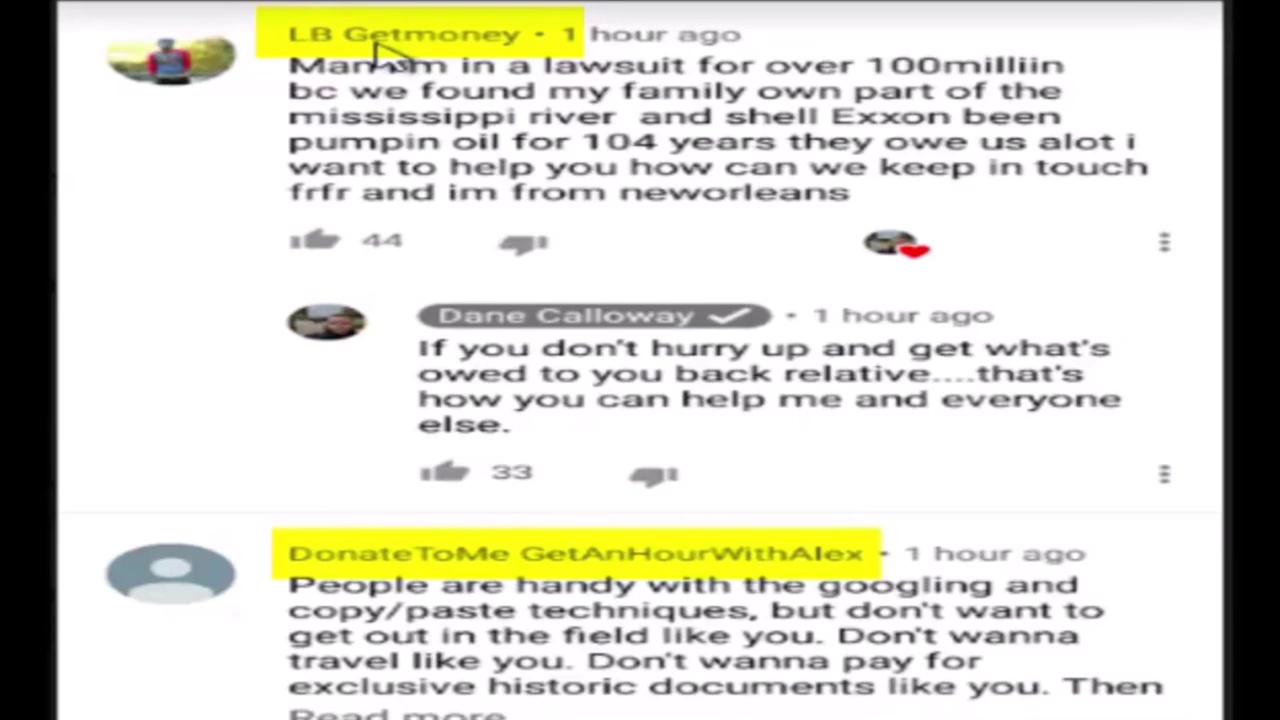 LB Getmoney • 1 hour ago
in a lawsuit for over 100milliin
bc we found my family own part of the
mississippi river and shell Exxon been
pumpin oil for 104 years they owe us alot i
want to help you how can we keep in touch
frfr and im from neworleans
44
Dane Calloway • 1 hour ago
If you don't hurry up and get what's
owed to you back relative....that's
how you can help me and everyone
else.
33
DonateToMe GetAnHourWithAlex • 1 hour ago
People are handy with the googling and
copy/paste techniques, but don't want to
get out in the field like you. Don't wanna
travel like you. Don't wanna pay for
exclusive historic documents like you. Then
Read more